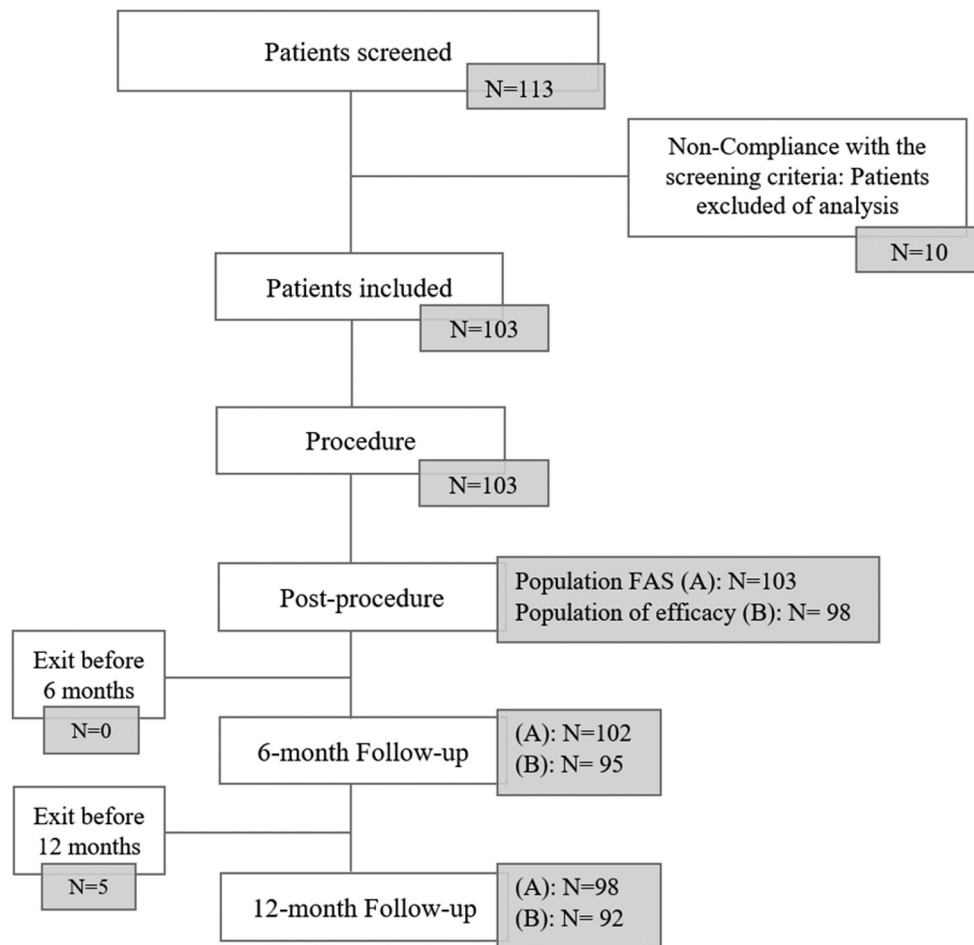 Patients screened
N=113
Non-Compliance with the
screening criteria: Patients
excluded of analysis
N=10
Patients included
N=103
Procedure
N=103
Post-procedure
Population FAS (A): N=103
Population of efficacy (B): N= 98
Exit before
6 months
N=0
6-month Follow-up
(A): N=102
(B): N= 95
Exit before
12 months
N=5
12-month Follow-up
(A): N=98
(B): N= 92